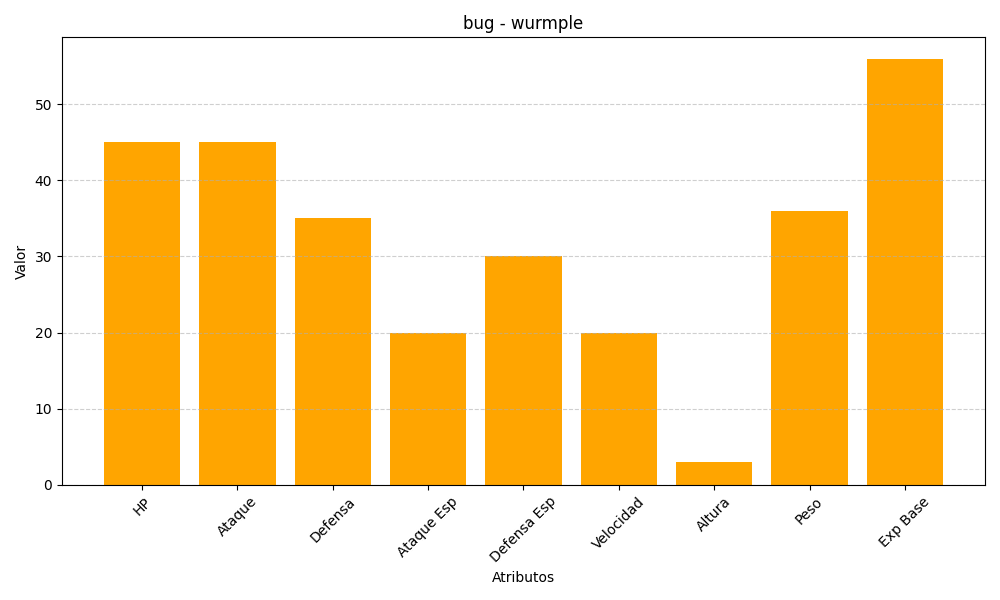 bug - wurmple
Valor
50
40
30
20
10
0
HP
Ataque
Defensa
Ataque Esp
Defensa Esp
Velocidad
Altura
Peso
Exp Base
Atributos